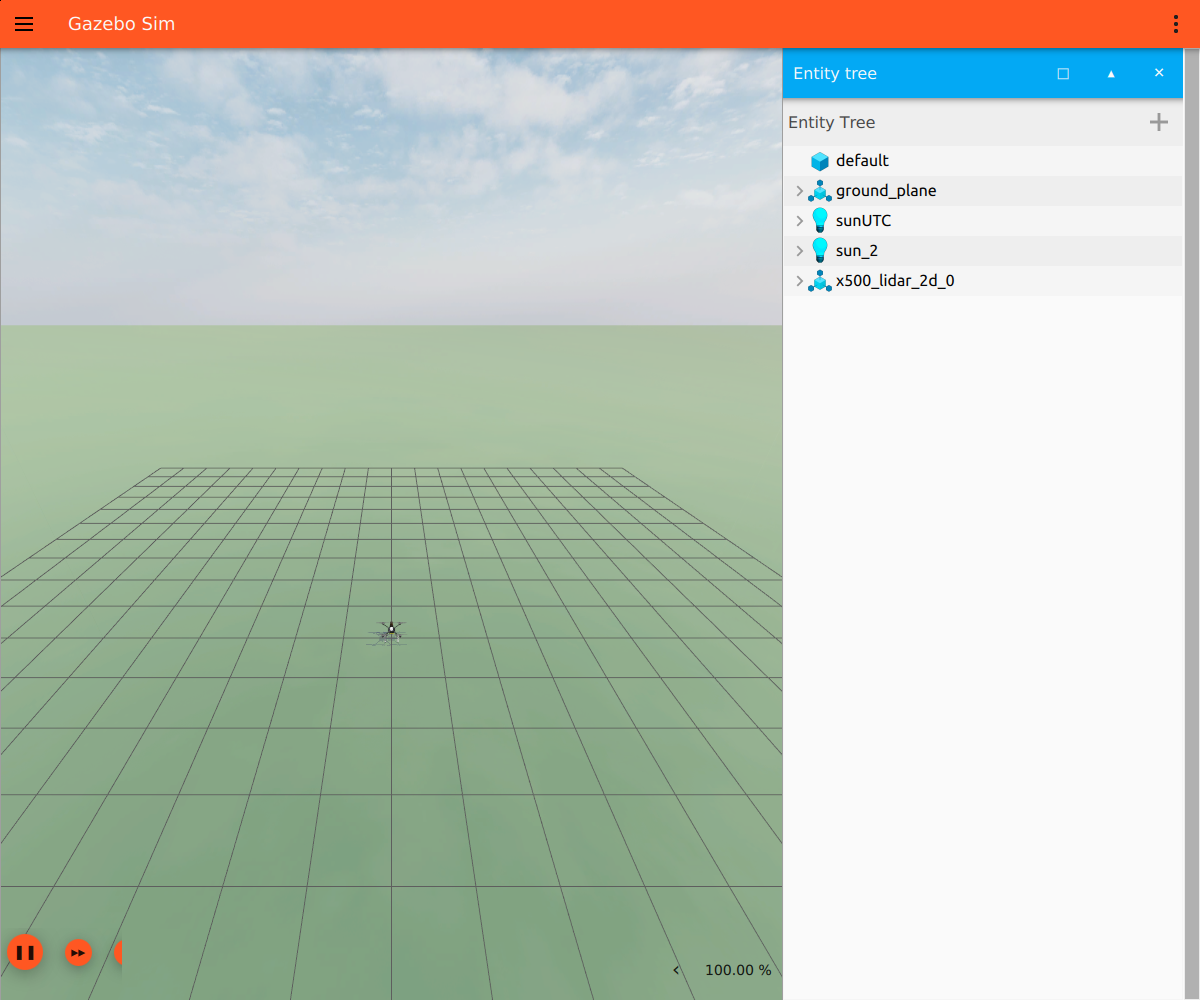 Gazebo Sim
Entity tree
Entity Tree
default
ground_plane
sunUTC
sun_2
x500_lidar_2d_0
100.00 %